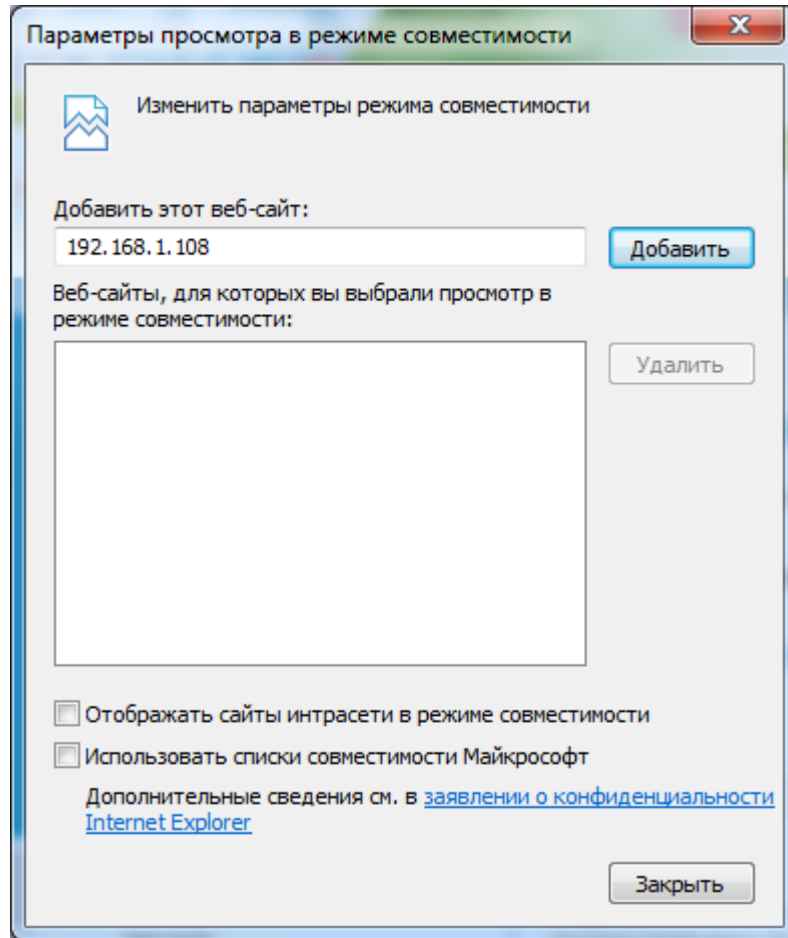 Параметры просмотра в режиме совместимости
Изменить параметры режима совместимости
Добавить этот веб-сайт:
192.168.1.108
Добавить
Веб-сайты, для которых вы выбрали просмотр в
режиме совместимости:
Удалить
Отображать сайты интрасети в режиме совместимости
Использовать списки совместимости Майкрософт
Дополнительные сведения см. в заявлении о конфиденциальности
Internet Explorer
Закрыть